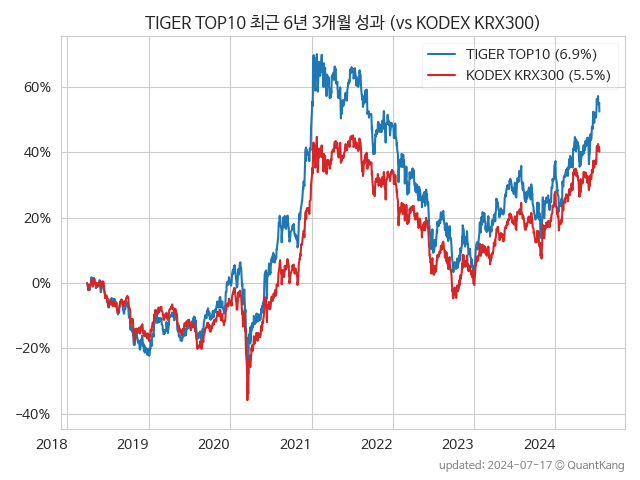 TIGER TOP10 최근 6년 3개월 성과 (vs KODEX KRX300)
TIGER TOP10 (6.9%)
KODEX KRX300 (5.5%)
60%
40%
20%
0%
−20%
−40%
2018 2019 2020 2021 2022 2023 2024
updated: 2024-07-17 © QuantKang